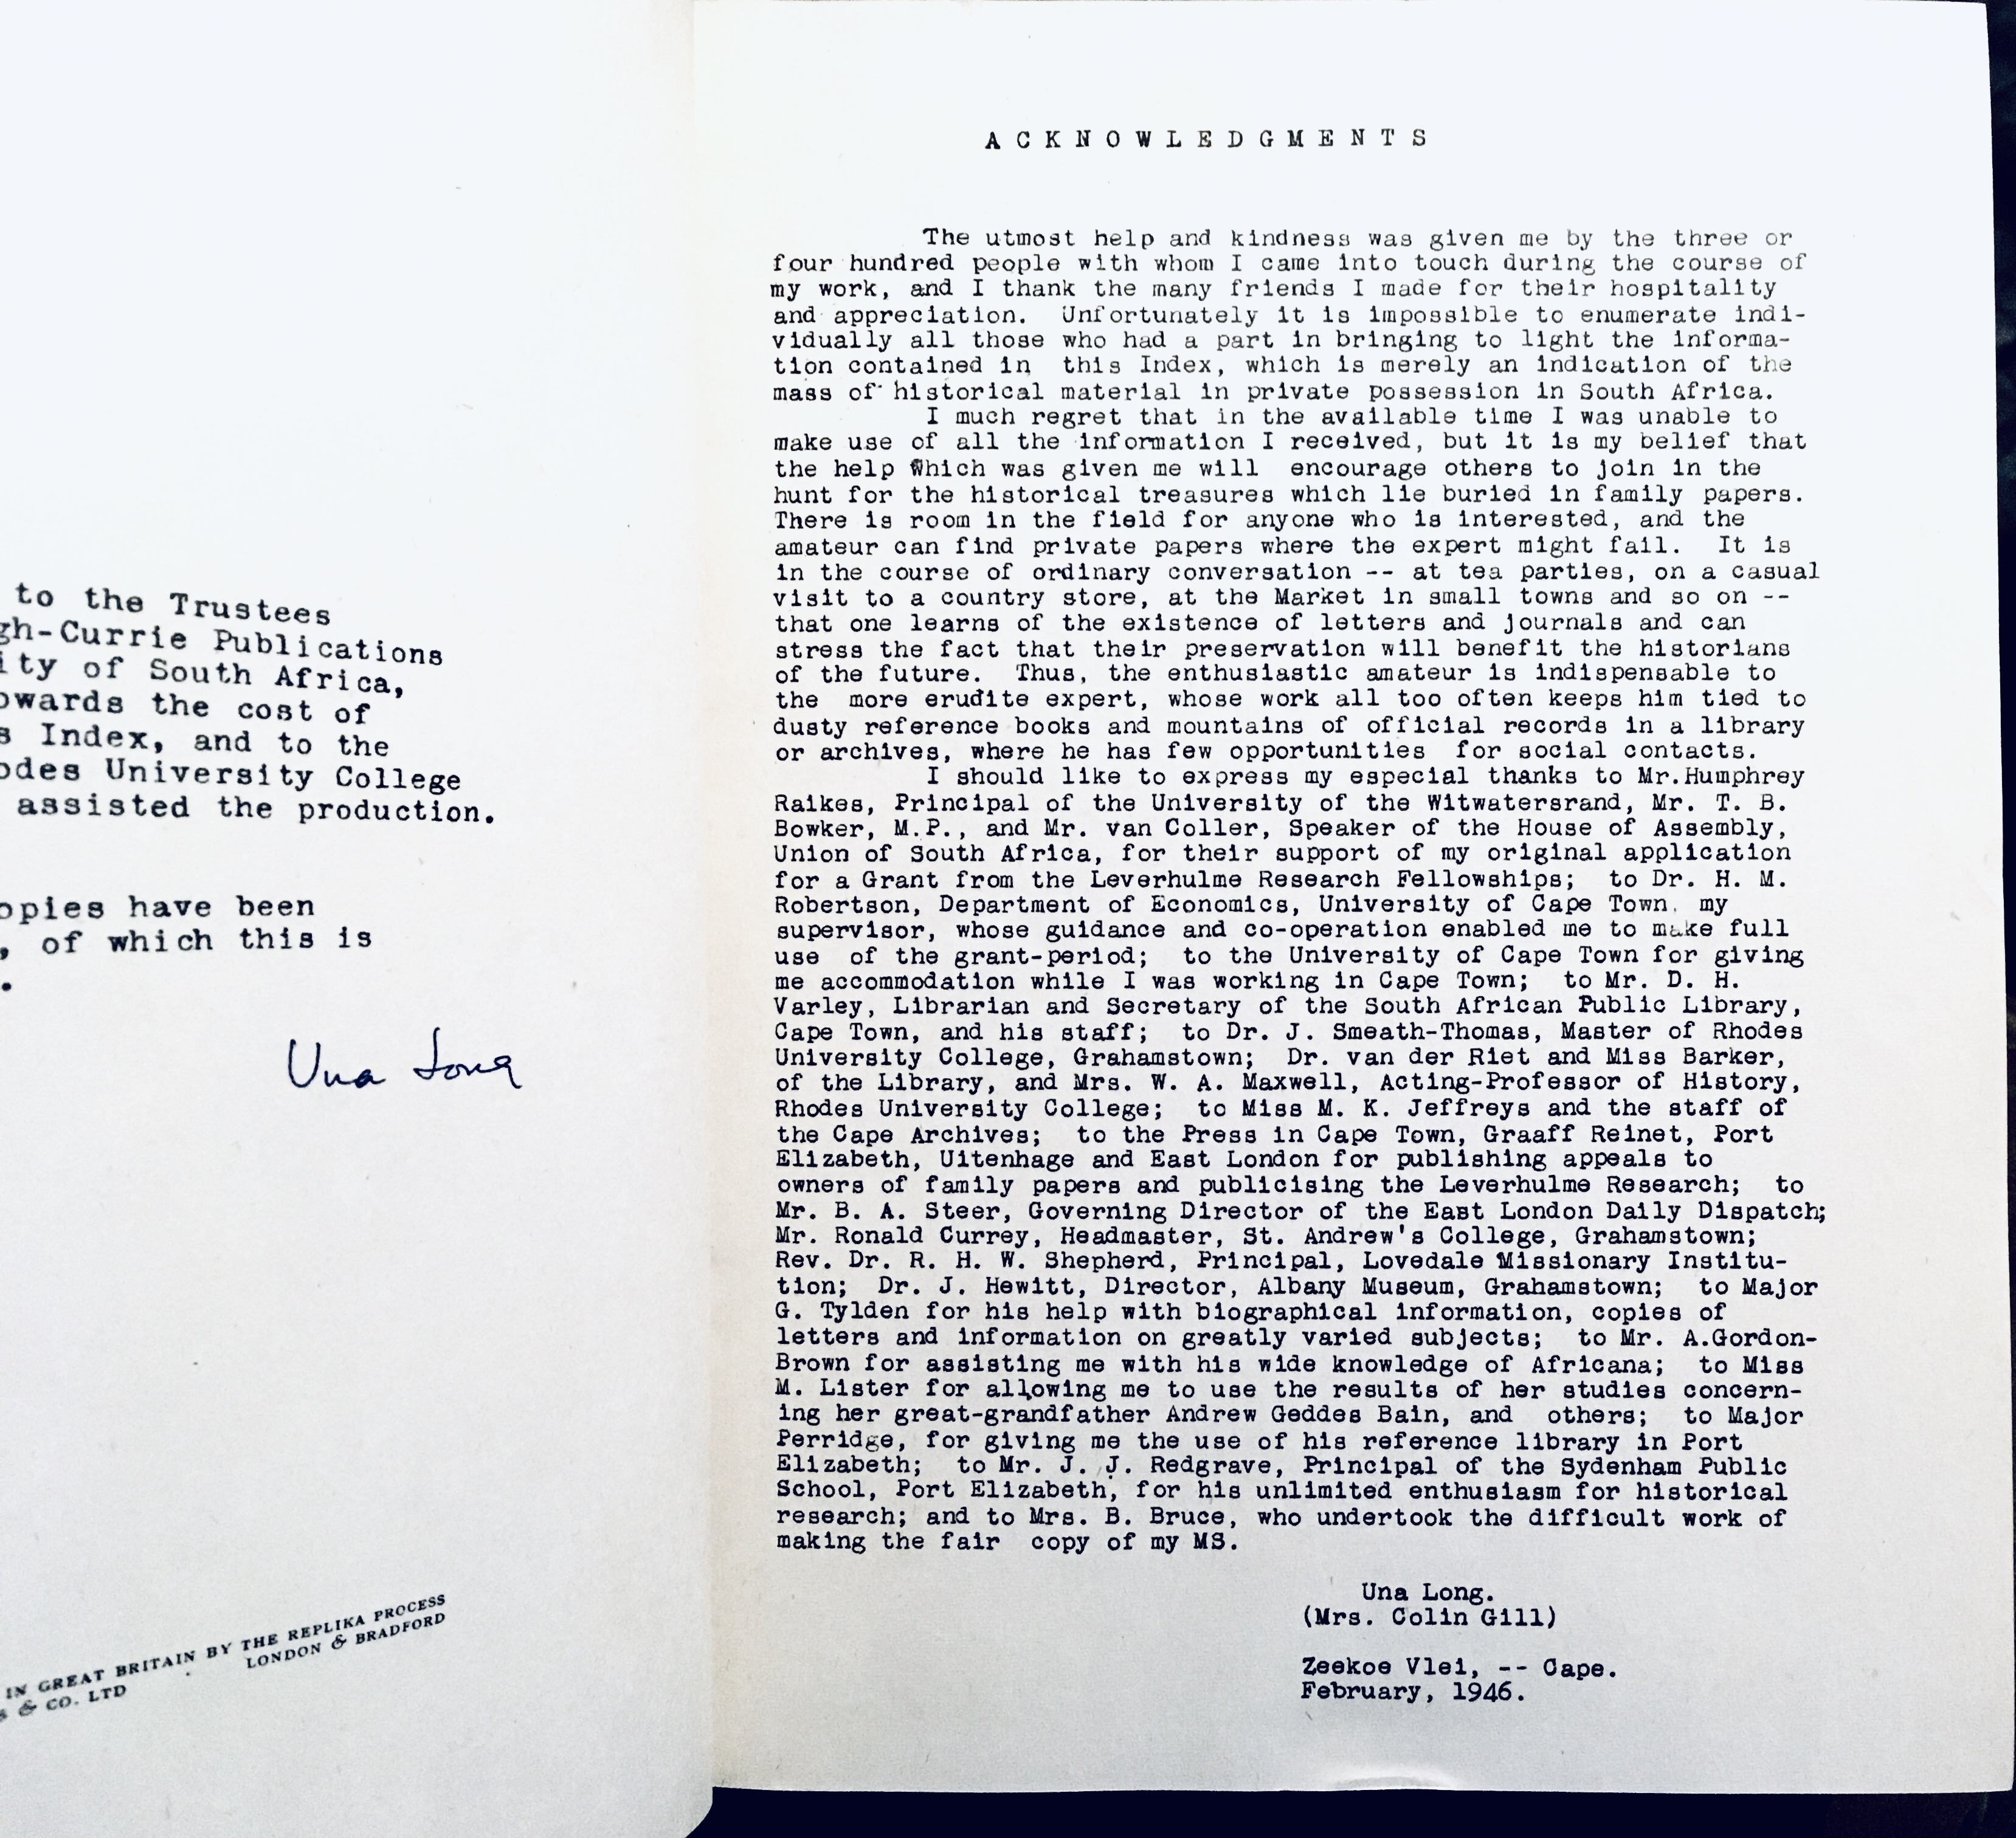 to the Trustees
gh-Currie Publications
ity of South Africa,
owards the cost of
s Index, and to the
odes University College
assisted the production.
opies have been
, of which this is
.
Una Long
IN GREAT BRITAIN BY THE REPLIKA PROCESS
& CO. LTD LONDON & BRADFORD
ACKNOWLEDGMENTS
The utmost help and kindness was given me by the three or
four hundred people with whom I came into touch during the course of
my work, and I thank the many friends I made for their hospitality
and appreciation. Unfortunately it is impossible to enumerate indi-
vidually all those who had a part in bringing to light the informa-
tion contained in this Index, which is merely an indication of the
mass of historical material in private possession in South Africa.
I much regret that in the available time I was unable to
make use of all the information I received, but it is my belief that
the help which was given me will encourage others to join in the
hunt for the historical treasures which lie buried in family papers.
There is room in the field for anyone who is interested, and the
amateur can find private papers where the expert might fail. It is
in the course of ordinary conversation -- at tea parties, on a casual
visit to a country store, at the Market in small towns and so on --
that one learns of the existence of letters and journals and can
stress the fact that their preservation will benefit the historians
of the future. Thus, the enthusiastic amateur is indispensable to
the more erudite expert, whose work all too often keeps him tied to
dusty reference books and mountains of official records in a library
or archives, where he has few opportunities for social contacts.
I should like to express my especial thanks to Mr.Humphrey
Raikes, Principal of the University of the Witwatersrand, Mr. T. B.
Bowker, M.P., and Mr. van Coller, Speaker of the House of Assembly,
Union of South Africa, for their support of my original application
for a Grant from the Leverhulme Research Fellowships; to Dr. H. M.
Robertson, Department of Economics, University of Cape Town, my
supervisor, whose guidance and co-operation enabled me to make full
use of the grant-period; to the University of Cape Town for giving
me accommodation while I was working in Cape Town; to Mr. D. H.
Varley, Librarian and Secretary of the South African Public Library,
Cape Town, and his staff; to Dr. J. Smeath-Thomas, Master of Rhodes
University College, Grahamstown; Dr. van der Riet and Miss Barker,
of the Library, and Mrs. W. A. Maxwell, Acting-Professor of History,
Rhodes University College; to Miss M. K. Jeffreys and the staff of
the Cape Archives; to the Press in Cape Town, Graaff Reinet, Port
Elizabeth, Uitenhage and East London for publishing appeals to
owners of family papers and publicising the Leverhulme Research; to
Mr. B. A. Steer, Governing Director of the East London Daily Dispatch;
Mr. Ronald Currey, Headmaster, St. Andrew's College, Grahamstown;
Rev. Dr. R. H. W. Shepherd, Principal, Lovedale Missionary Institu-
tion; Dr. J. Hewitt, Director, Albany Museum, Grahamstown; to Major
G. Tylden for his help with biographical information, copies of
letters and information on greatly varied subjects; to Mr. A.Gordon-
Brown for assisting me with his wide knowledge of Africana; to Miss
M. Lister for allowing me to use the results of her studies concern-
ing her great-grandfather Andrew Geddes Bain, and others; to Major
Perridge, for giving me the use of his reference library in Port
Elizabeth; to Mr. J. J. Redgrave, Principal of the Sydenham Public
School, Port Elizabeth, for his unlimited enthusiasm for historical
research; and to Mrs. B. Bruce, who undertook the difficult work of
making the fair copy of my MS.
Una Long.
(Mrs. Colin Gill)
Zeekoe Vlei, -- Cape.
February, 1946.